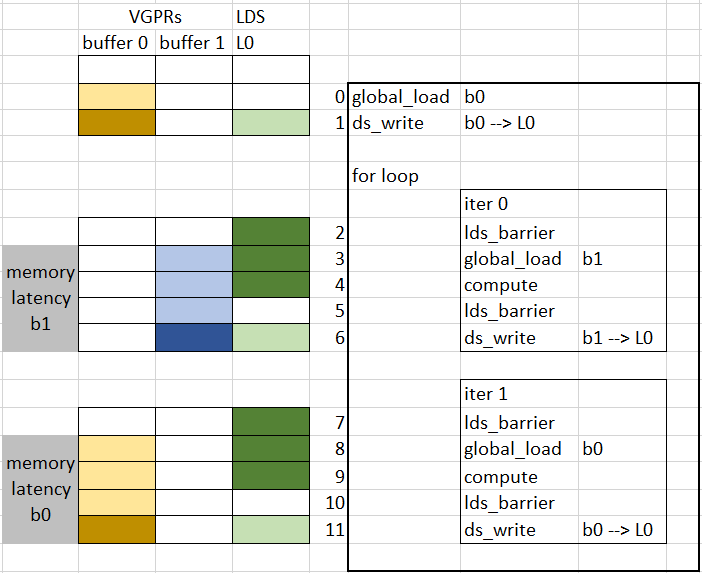 VGPRs LDS
buffer 0 buffer 1 L0
0 global_load b0
1 ds_write b0 --> L0
for loop
iter 0
2 lds_barrier
memory latency b1
3 global_load b1
4 compute
5 lds_barrier
6 ds_write b1 --> L0
iter 1
7 lds_barrier
memory latency b0
8 global_load b0
9 compute
10 lds_barrier
11 ds_write b0 --> L0